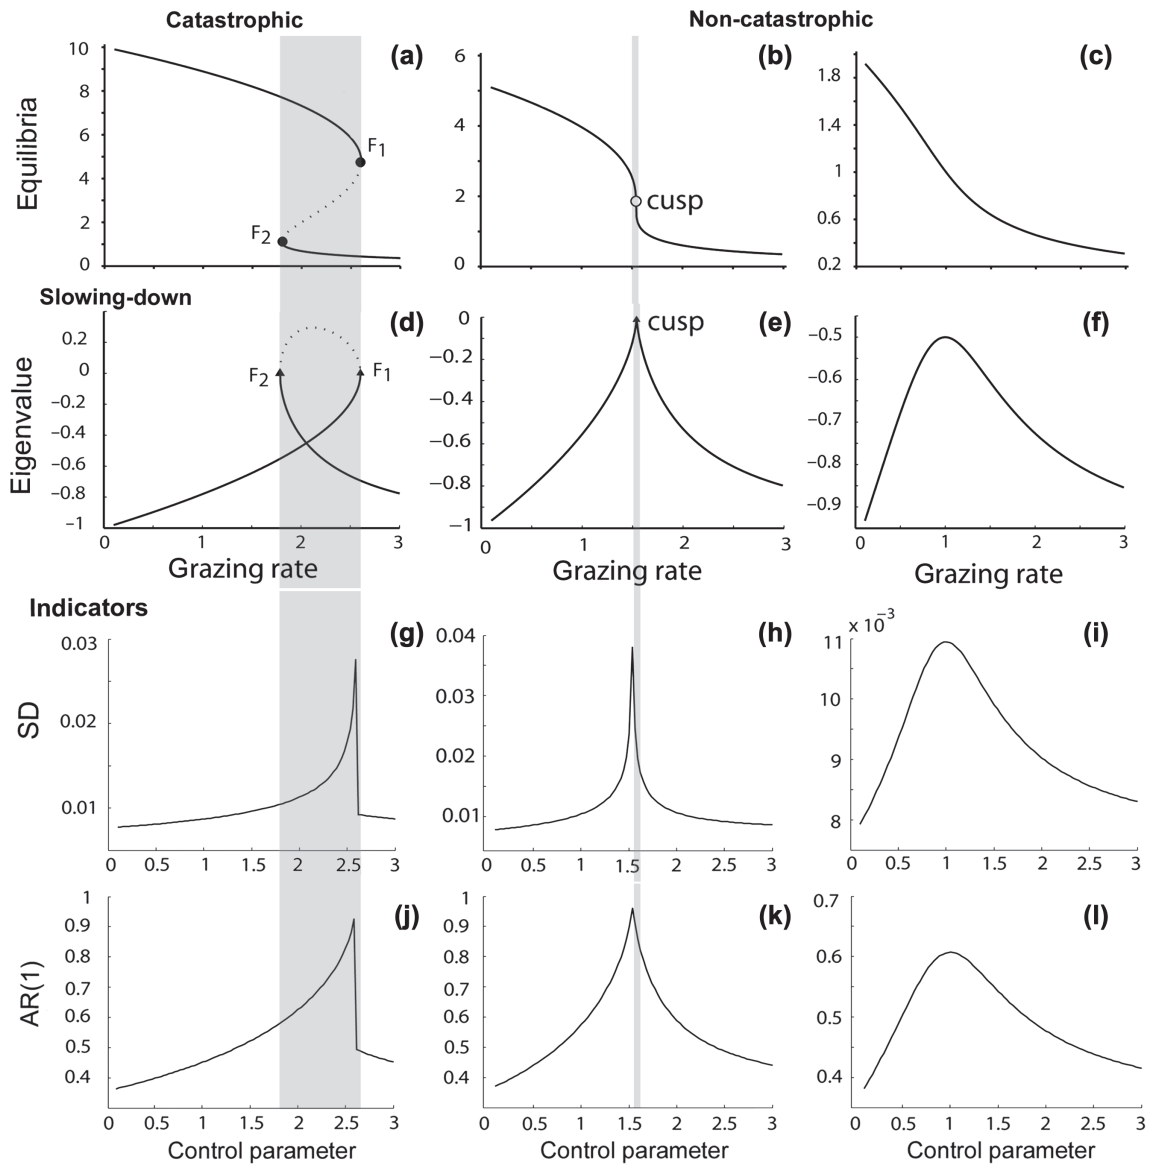 Catastrophic
Non-catastrophic
(a)
10
8
6
4
2
0
Equilibria
F1
F2
(b)
6
4
2
0
cusp
(c)
1.8
1.4
1
0.6
0.2
Slowing-down
(d)
0.2
0
–0.2
–0.4
–0.6
–0.8
–1
Eigenvalue
F2
F1
0 1 2 3
Grazing rate
(e)
0
–0.2
–0.4
–0.6
–0.8
–1
cusp
0 1 2 3
Grazing rate
(f)
–0.5
–0.6
–0.7
–0.8
–0.9
0 1 2 3
Grazing rate
Indicators
(g)
0.03
0.02
0.01
SD
0 0.5 1 1.5 2 2.5 3
(h)
0.04
0.03
0.02
0.01
0 0.5 1 1.5 2 2.5 3
(i)
x 10–3
11
10
9
8
0 0.5 1 1.5 2 2.5 3
(j)
1
0.9
0.8
0.7
0.6
0.5
0.4
AR(1)
0 0.5 1 1.5 2 2.5 3
Control parameter
(k)
1
0.9
0.8
0.7
0.6
0.5
0.4
0 0.5 1 1.5 2 2.5 3
Control parameter
(l)
0.7
0.6
0.5
0.4
0 0.5 1 1.5 2 2.5 3
Control parameter